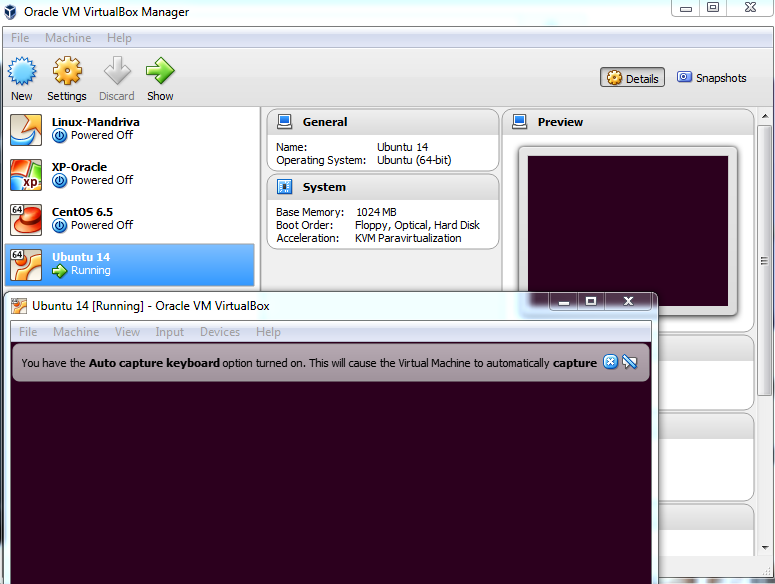 Oracle VM VirtualBox Manager
File Machine Help
New Settings Discard Show
Details Snapshots
Linux-Mandriva
Powered Off
XP-Oracle
Powered Off
CentOS 6.5
Powered Off
Ubuntu 14
Running
General
Name: Ubuntu 14
Operating System: Ubuntu (64-bit)
System
Base Memory: 1024 MB
Boot Order: Floppy, Optical, Hard Disk
Acceleration: KVM Paravirtualization
Preview
Ubuntu 14 [Running] - Oracle VM VirtualBox
File Machine View Input Devices Help
You have the Auto capture keyboard option turned on. This will cause the Virtual Machine to automatically capture
xp
64
64